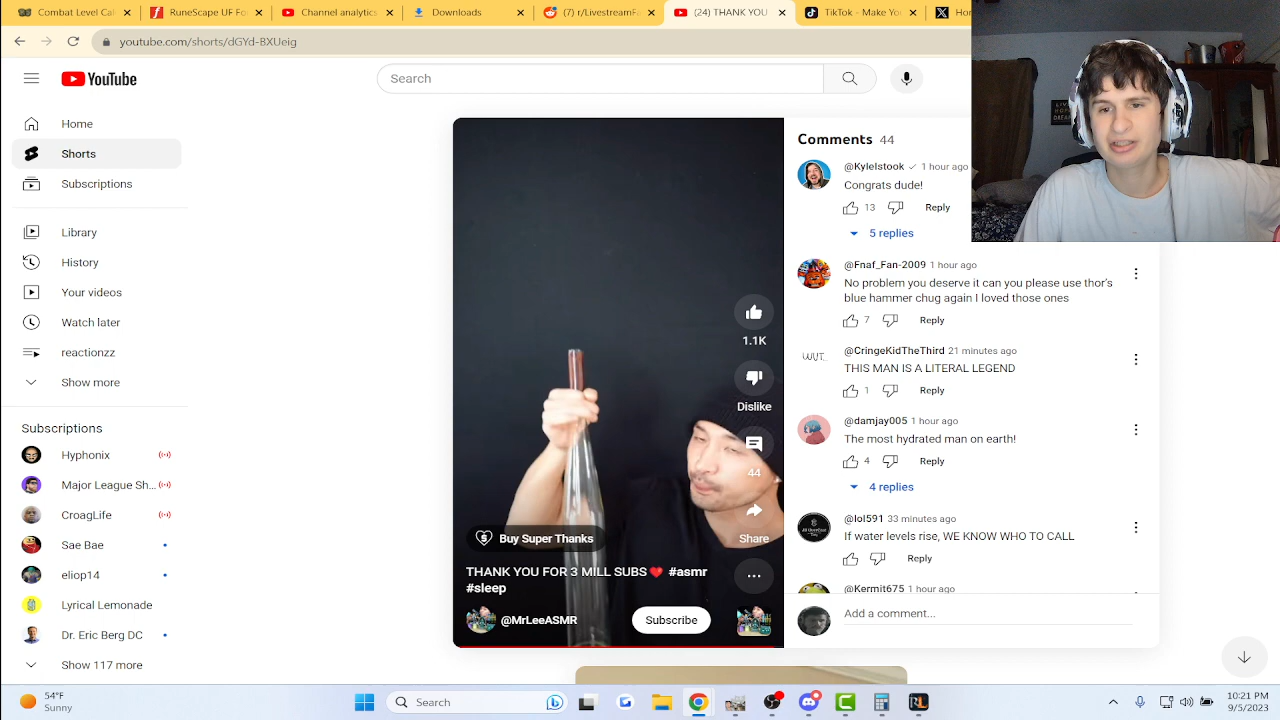 Combat Level Cal
RuneScape UF Fo
Channel analytics
Downloads
(7) r/LivestreamFa
(24) THANK YOU
TikTok - Make You
youtube.com/shorts/dGYd-BXUeig
YouTube
Search
Home
Shorts
Subscriptions
Library
History
Your videos
Watch later
reactionzz
Show more
Subscriptions
Hyphonix
Major League Sh...
CroagLife
Sae Bae
eliop14
Lyrical Lemonade
Dr. Eric Berg DC
Show 117 more
1.1K
Dislike
44
Share
Buy Super Thanks
THANK YOU FOR 3 MILL SUBS❤️ #asmr
#sleep
@MrLeeASMR
Subscribe
Comments 44
@KyleIstook 1 hour ago
Congrats dude!
13 Reply
5 replies
@Fnaf_Fan-2009 1 hour ago
No problem you deserve it can you please use thor's
blue hammer chug again I loved those ones
7 Reply
@CringeKidTheThird 21 minutes ago
THIS MAN IS A LITERAL LEGEND
1 Reply
@damjay005 1 hour ago
The most hydrated man on earth!
4 Reply
4 replies
@lol591 33 minutes ago
If water levels rise, WE KNOW WHO TO CALL
Reply
@Kermit675 1 hour ago
Add a comment...
54°F
Sunny
Search
10:21 PM
9/5/2023